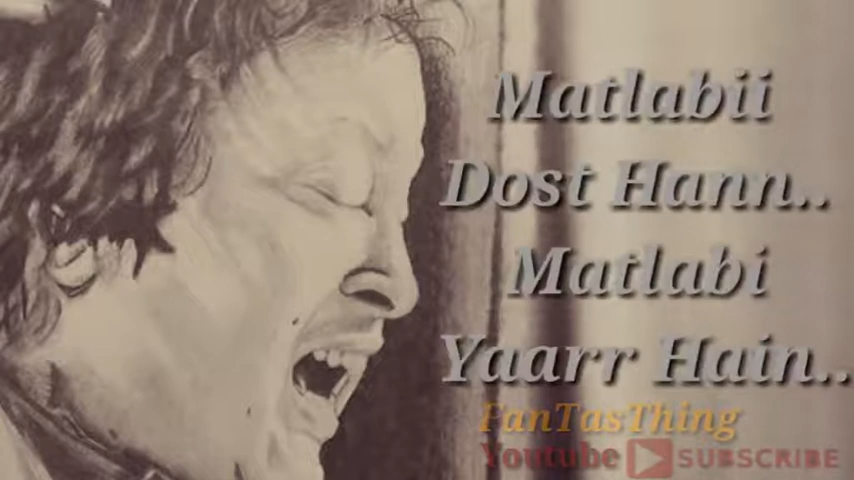 Matlabii
Dost Hann..
Matlabi
Yaarr Hain..
FanTasThing
Youtube SUBSCRIBE